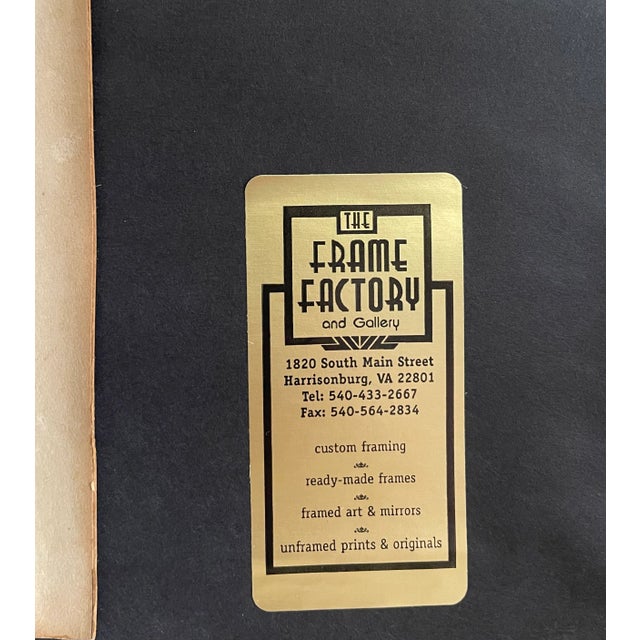 THE
FRAME
FACTORY
and Gallery
1820 South Main Street
Harrisonburg, VA 22801
Tel: 540-433-2667
Fax: 540-564-2834
custom framing
ready-made frames
framed art & mirrors
unframed prints & originals